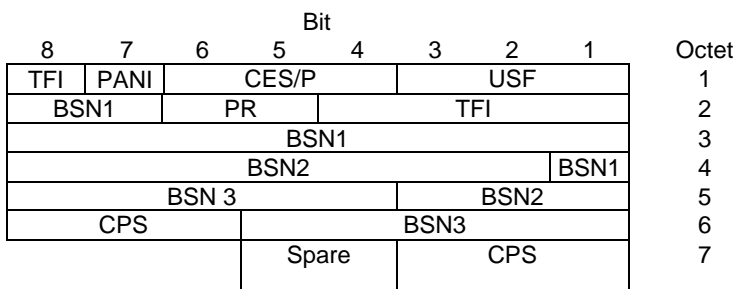 Bit
8 7 6 5 4 3 2 1 Octet
TFI PANI CES/P USF 1
BSN1 PR TFI 2
BSN1 3
BSN2 BSN1 4
BSN 3 BSN2 5
CPS BSN3 6
Spare CPS 7